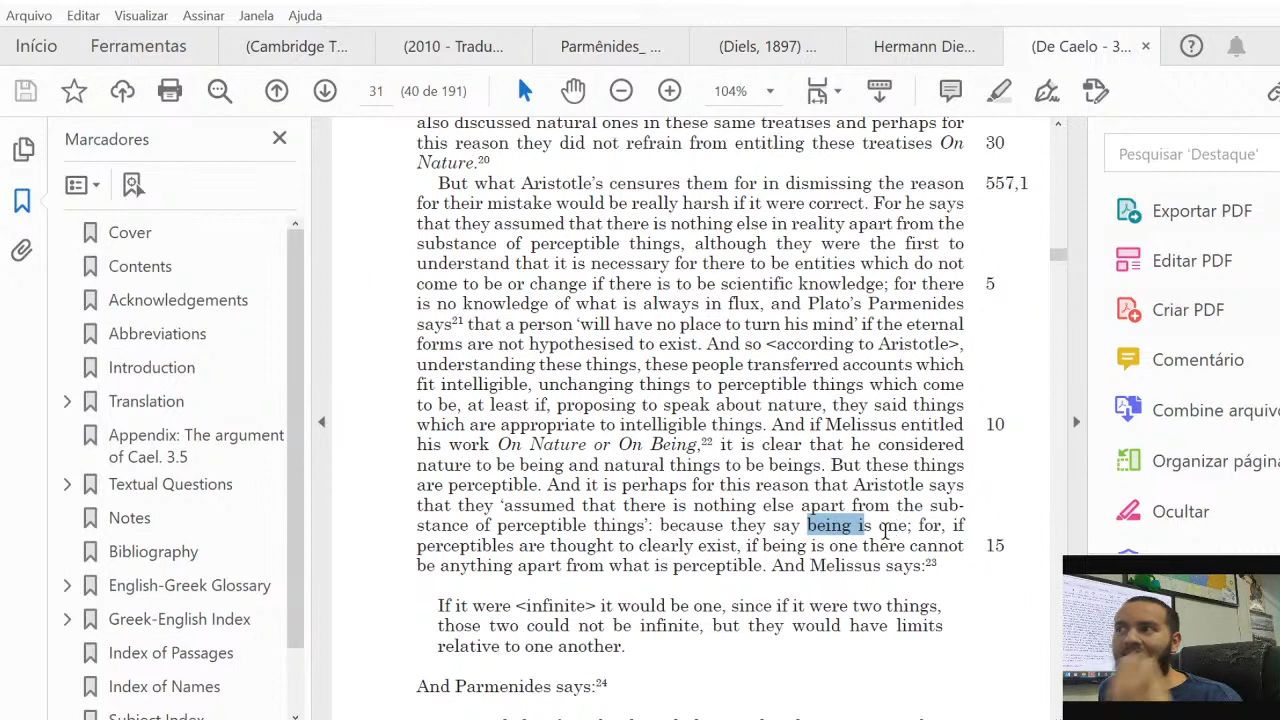 Arquivo Editar Visualizar Assinar Janela Ajuda
Início Ferramentas (Cambridge T... (2010 - Tradu... Parmênides_ ... (Diels, 1897) ... Hermann Die... (De Caelo - 3... ×
31 (40 de 191) 104%
Marcadores
Cover
Contents
Acknowledgements
Abbreviations
Introduction
Translation
Appendix: The argument
of Cael. 3.5
Textual Questions
Notes
Bibliography
English-Greek Glossary
Greek-English Index
Index of Passages
Index of Names
Subject Index
also discussed natural ones in these same treatises and perhaps for
this reason they did not refrain from entitling these treatises On 30
Nature.20
But what Aristotle's censures them for in dismissing the reason 557,1
for their mistake would be really harsh if it were correct. For he says
that they assumed that there is nothing else in reality apart from the
substance of perceptible things, although they were the first to
understand that it is necessary for there to be entities which do not
come to be or change if there is to be scientific knowledge; for there 5
is no knowledge of what is always in flux, and Plato's Parmenides
says21 that a person 'will have no place to turn his mind' if the eternal
forms are not hypothesised to exist. And so <according to Aristotle>,
understanding these things, these people transferred accounts which
fit intelligible, unchanging things to perceptible things which come
to be, at least if, proposing to speak about nature, they said things
which are appropriate to intelligible things. And if Melissus entitled 10
his work On Nature or On Being,22 it is clear that he considered
nature to be being and natural things to be beings. But these things
are perceptible. And it is perhaps for this reason that Aristotle says
that they 'assumed that there is nothing else apart from the sub-
stance of perceptible things': because they say being is one; for, if
perceptibles are thought to clearly exist, if being is one there cannot 15
be anything apart from what is perceptible. And Melissus says:23
If it were <infinite> it would be one, since if it were two things,
those two could not be infinite, but they would have limits
relative to one another.
And Parmenides says:24
Pesquisar 'Destaque'
Exportar PDF
Editar PDF
Criar PDF
Comentário
Combine arquivo
Organizar página
Ocultar